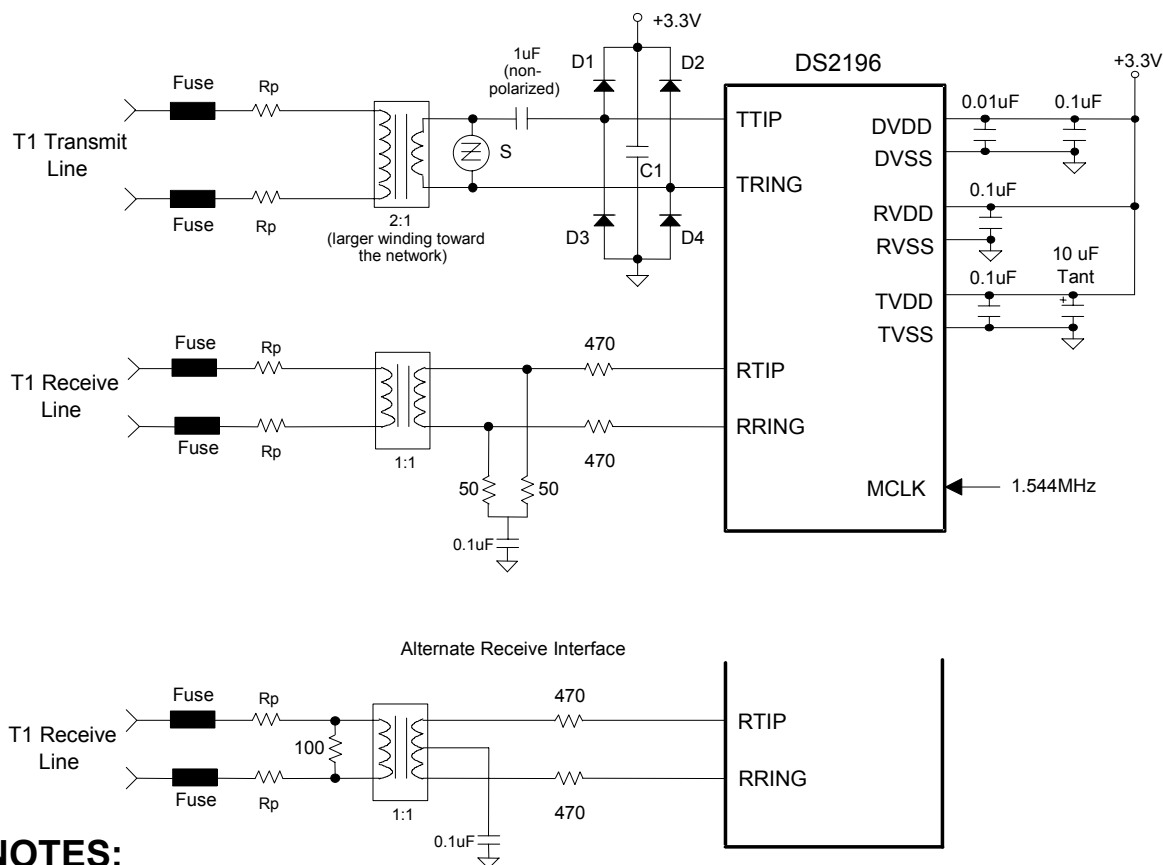 +3.3V
1uF
(non-
polarized)
D1
D2
DS2196
+3.3V
Fuse
Rp
0.01uF
0.1uF
TTIP
DVDD
T1 Transmit
Line
S
C1
DVSS
TRING
0.1uF
Fuse
Rp
2:1
(larger winding toward
the network)
D3
D4
RVDD
RVSS
0.1uF
10 uF
Tant
+
TVDD
TVSS
Fuse
Rp
470
T1 Receive
Line
RTIP
RRING
Fuse
Rp
1:1
470
50
50
MCLK
1.544MHz
0.1uF
Alternate Receive Interface
Fuse
Rp
470
T1 Receive
Line
100
RTIP
RRING
Fuse
Rp
1:1
470
0.1uF
NOTES: